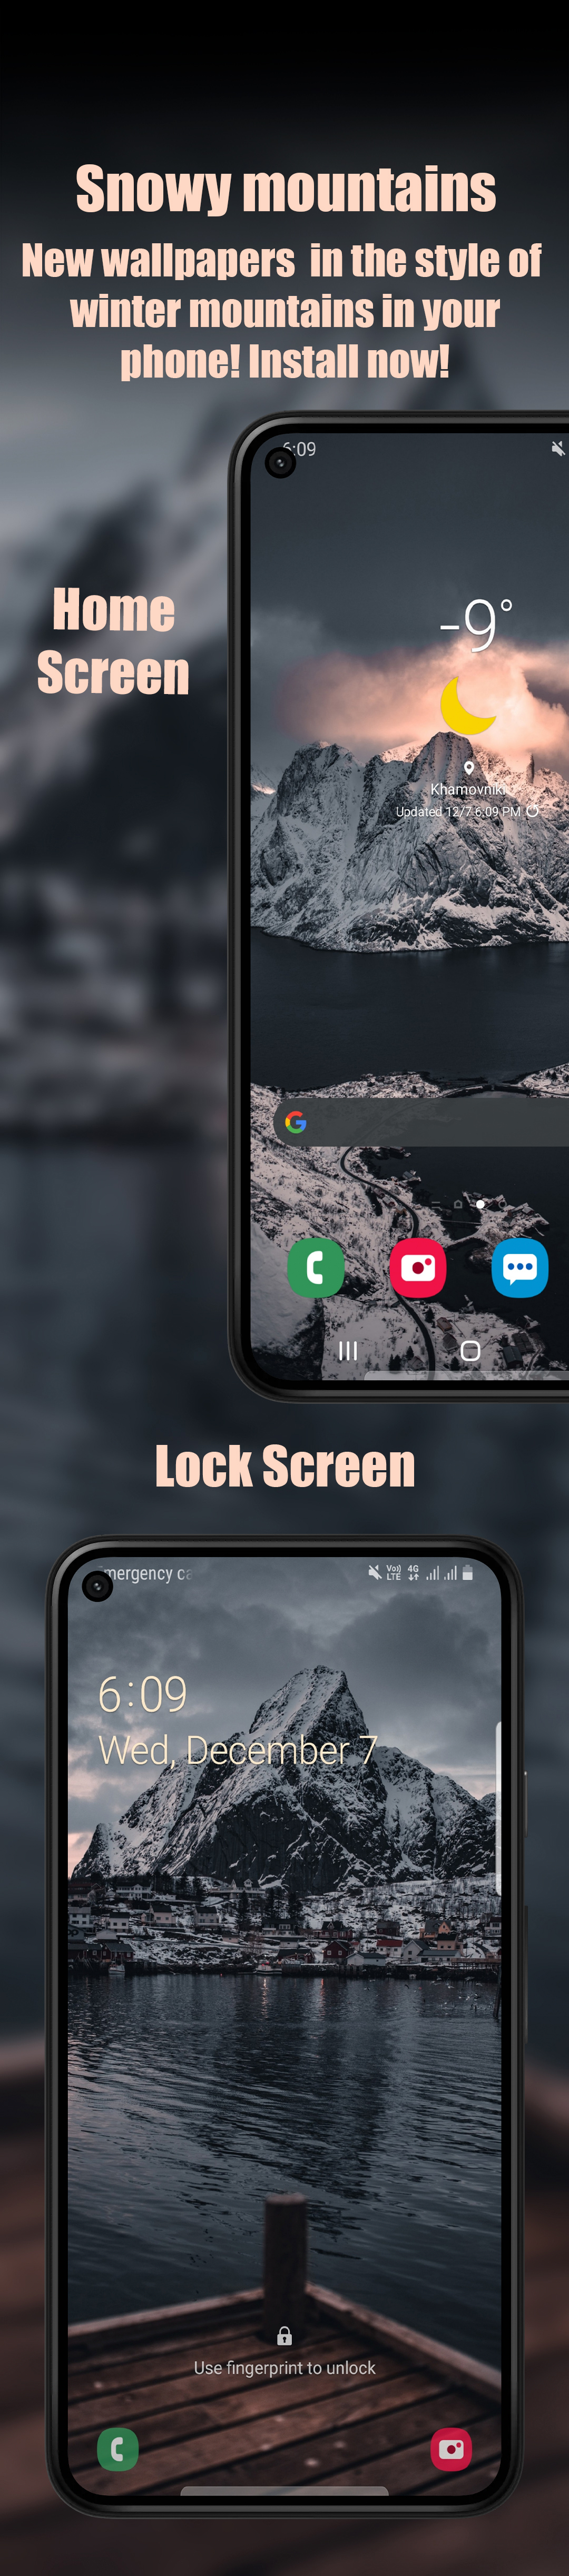 Snowy mountains
New wallpapers in the style of
winter mountains in your
phone! Install now!
6:09
Home
Screen
-9°
Khamovniki
Updated 12/7 6:09 PM
Lock Screen
mergency ca
Vo))
LTE
4G
6:09
Wed, December 7
Use fingerprint to unlock